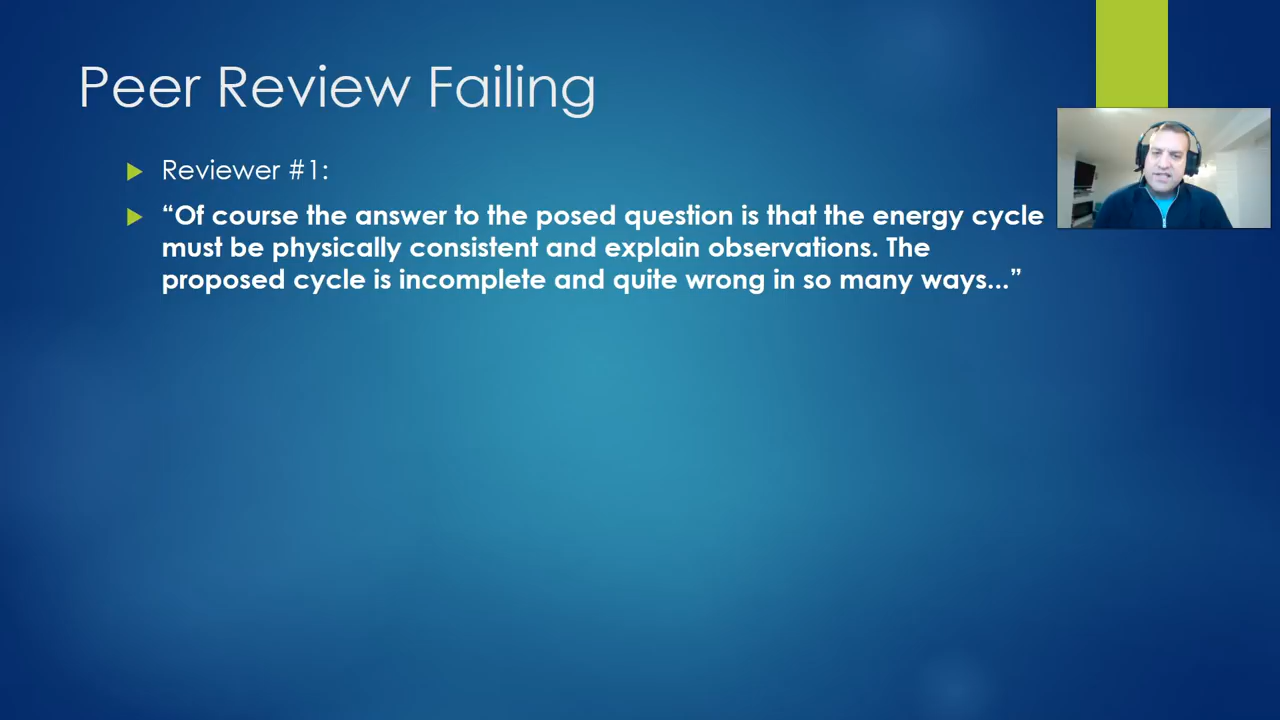 Peer Review Failing
Reviewer #1:
“Of course the answer to the posed question is that the energy cycle
must be physically consistent and explain observations. The
proposed cycle is incomplete and quite wrong in so many ways...”